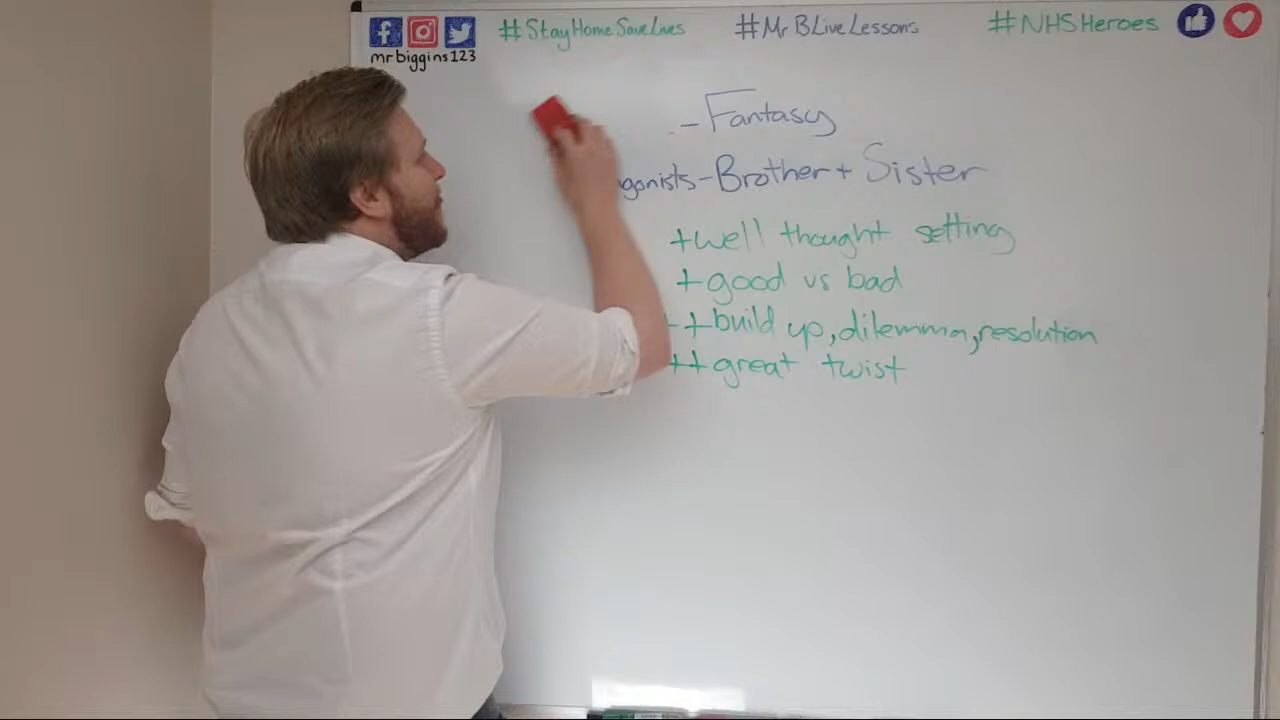 #StayHomeSaveLives #MrBLiveLessons #NHSHeroes
mrbiggins123
- Fantasy
agonists - Brother + Sister
+ well thought setting
+ good vs bad
+ build up, dilemma, resolution
++ great twist